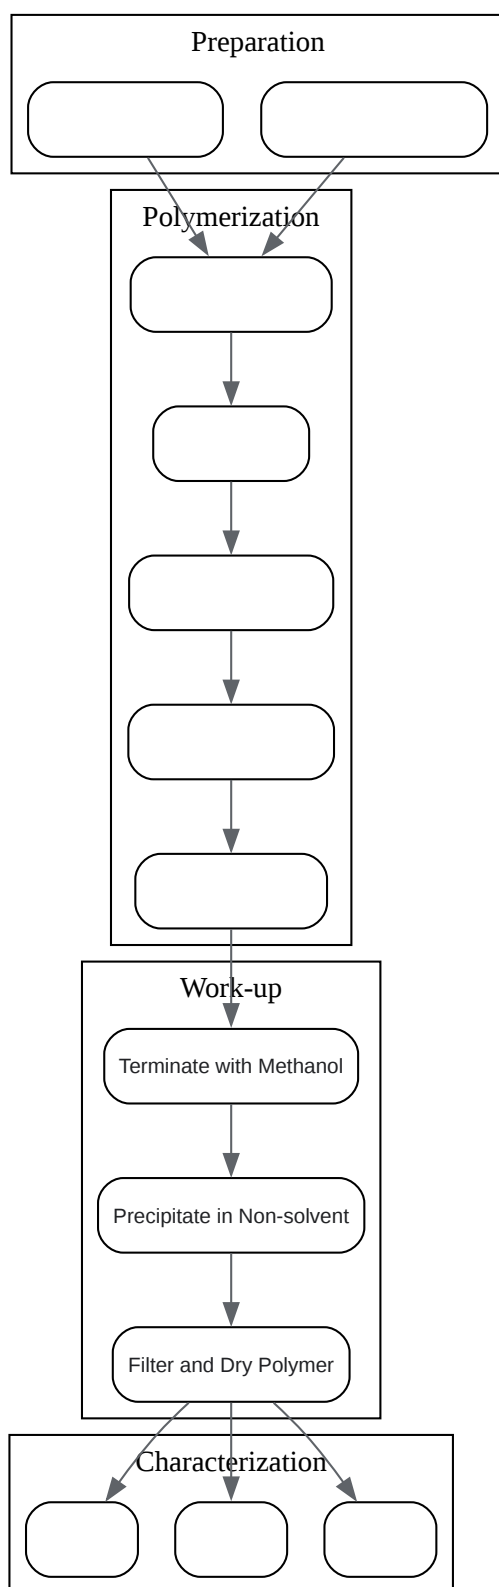 Preparation
Polymerization
Work-up
Terminate with Methanol
Precipitate in Non-solvent
Filter and Dry Polymer
Characterization